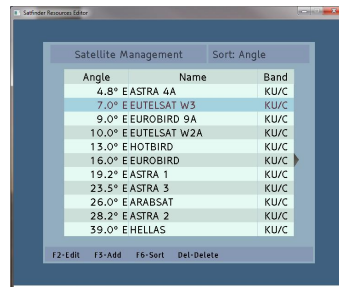 Satfinder Resources Editor
Satellite Management Sort: Angle
Angle Name Band
4.8° E ASTRA 4A KU/C
7.0° E EUTELSAT W3 KU/C
9.0° E EUROBIRD 9A KU/C
10.0° E EUTELSAT W2A KU/C
13.0° E HOTBIRD KU/C
16.0° E EUROBIRD KU/C
19.2° E ASTRA 1 KU/C
23.5° E ASTRA 3 KU/C
26.0° E ARABSAT KU/C
28.2° E ASTRA 2 KU/C
39.0° E HELLAS KU/C
F2-Edit F3-Add F6-Sort Del-Delete